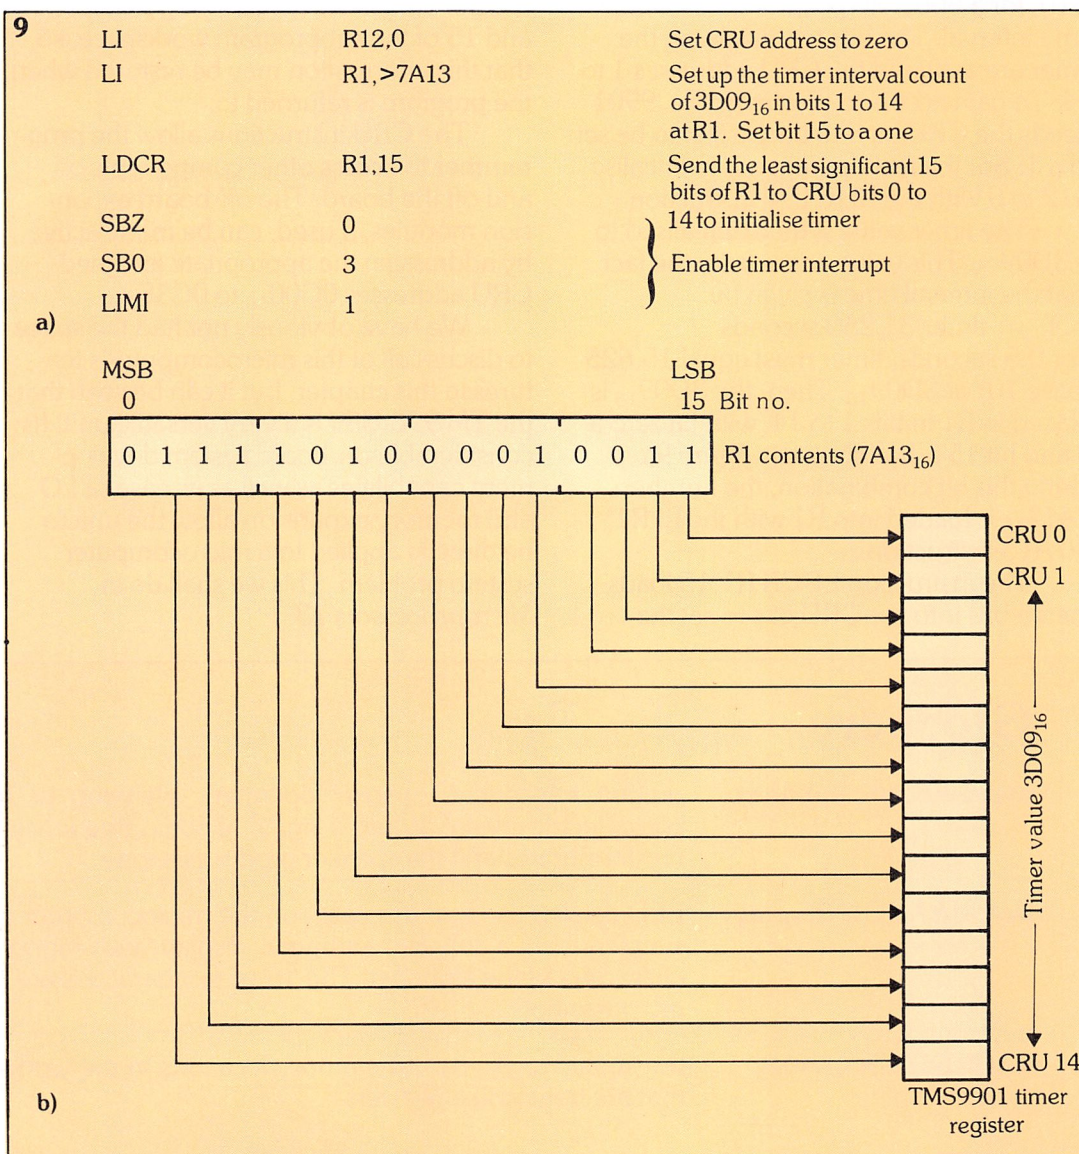 9
LI R12,0 Set CRU address to zero
LI R1,>7A13 Set up the timer interval count
of 3D09₁₆ in bits 1 to 14
at R1. Set bit 15 to a one
LDCR R1,15 Send the least significant 15
bits of R1 to CRU bits 0 to
SBZ 0 14 to initialise timer
SB0 3 Enable timer interrupt
LIMI 1
a)
MSB LSB
0 15 Bit no.
0 1 1 1 1 0 1 0 0 0 0 1 0 0 1 1 R1 contents (7A13₁₆)
CRU 0
CRU 1
Timer value 3D09₁₆
CRU 14
TMS9901 timer
register
b)